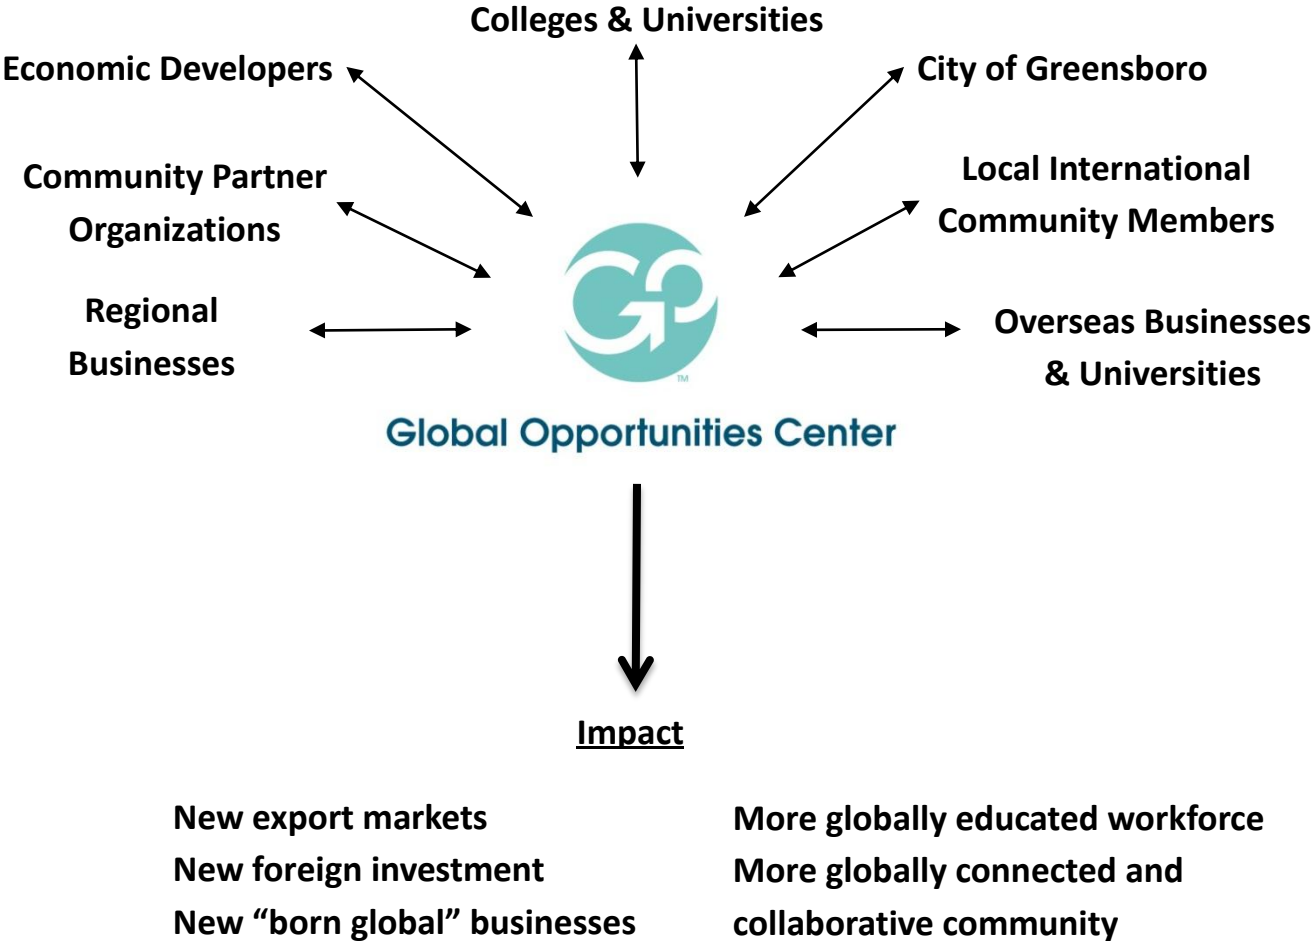 Colleges & Universities
Economic Developers
City of Greensboro
Community Partner
Organizations
Local International
Community Members
Regional
Businesses
Overseas Businesses
& Universities
GO
TM
Global Opportunities Center
Impact
New export markets
New foreign investment
New “born global” businesses
More globally educated workforce
More globally connected and
collaborative community